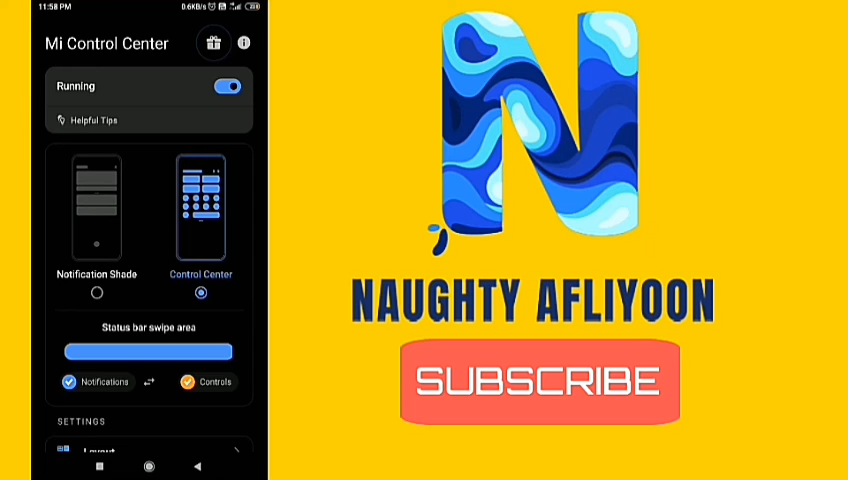 11:58 PM 0.6KB/s
Mi Control Center
Running
Helpful Tips
Notification Shade
Control Center
Status bar swipe area
Notifications
Controls
SETTINGS
Layout
N
NAUGHTY AFLIYOON
SUBSCRIBE